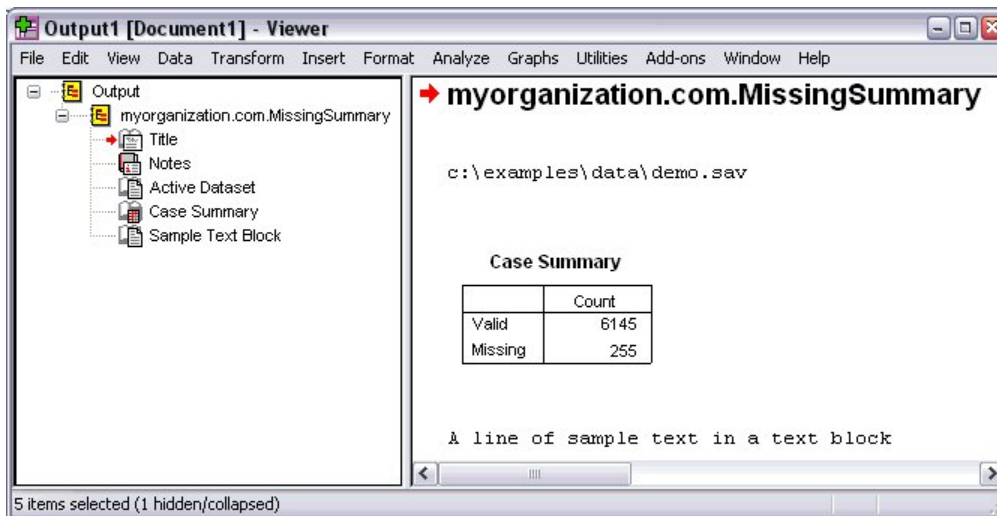 Output1 [Document1] - Viewer
File Edit View Data Transform Insert Format Analyze Graphs Utilities Add-ons Window Help
Output
myorganization.com.MissingSummary
Title
Notes
Active Dataset
Case Summary
Sample Text Block
myorganization.com.MissingSummary
c:\examples\data\demo.sav
Case Summary
Count
Valid 6145
Missing 255
A line of sample text in a text block
5 items selected (1 hidden/collapsed)